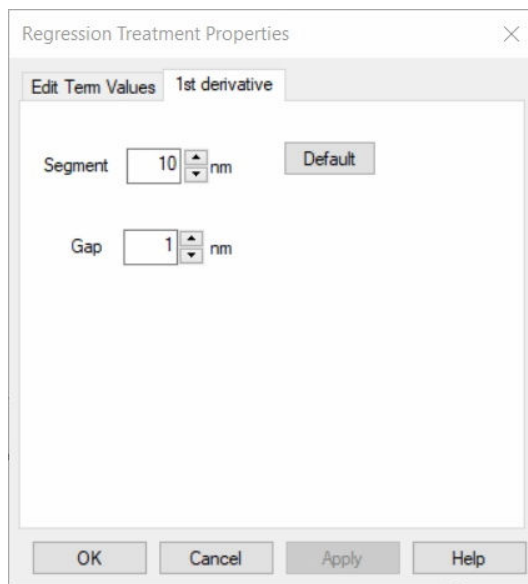 Regression Treatment Properties
Edit Term Values 1st derivative
Segment 10 nm Default
Gap 1 nm
OK Cancel Apply Help